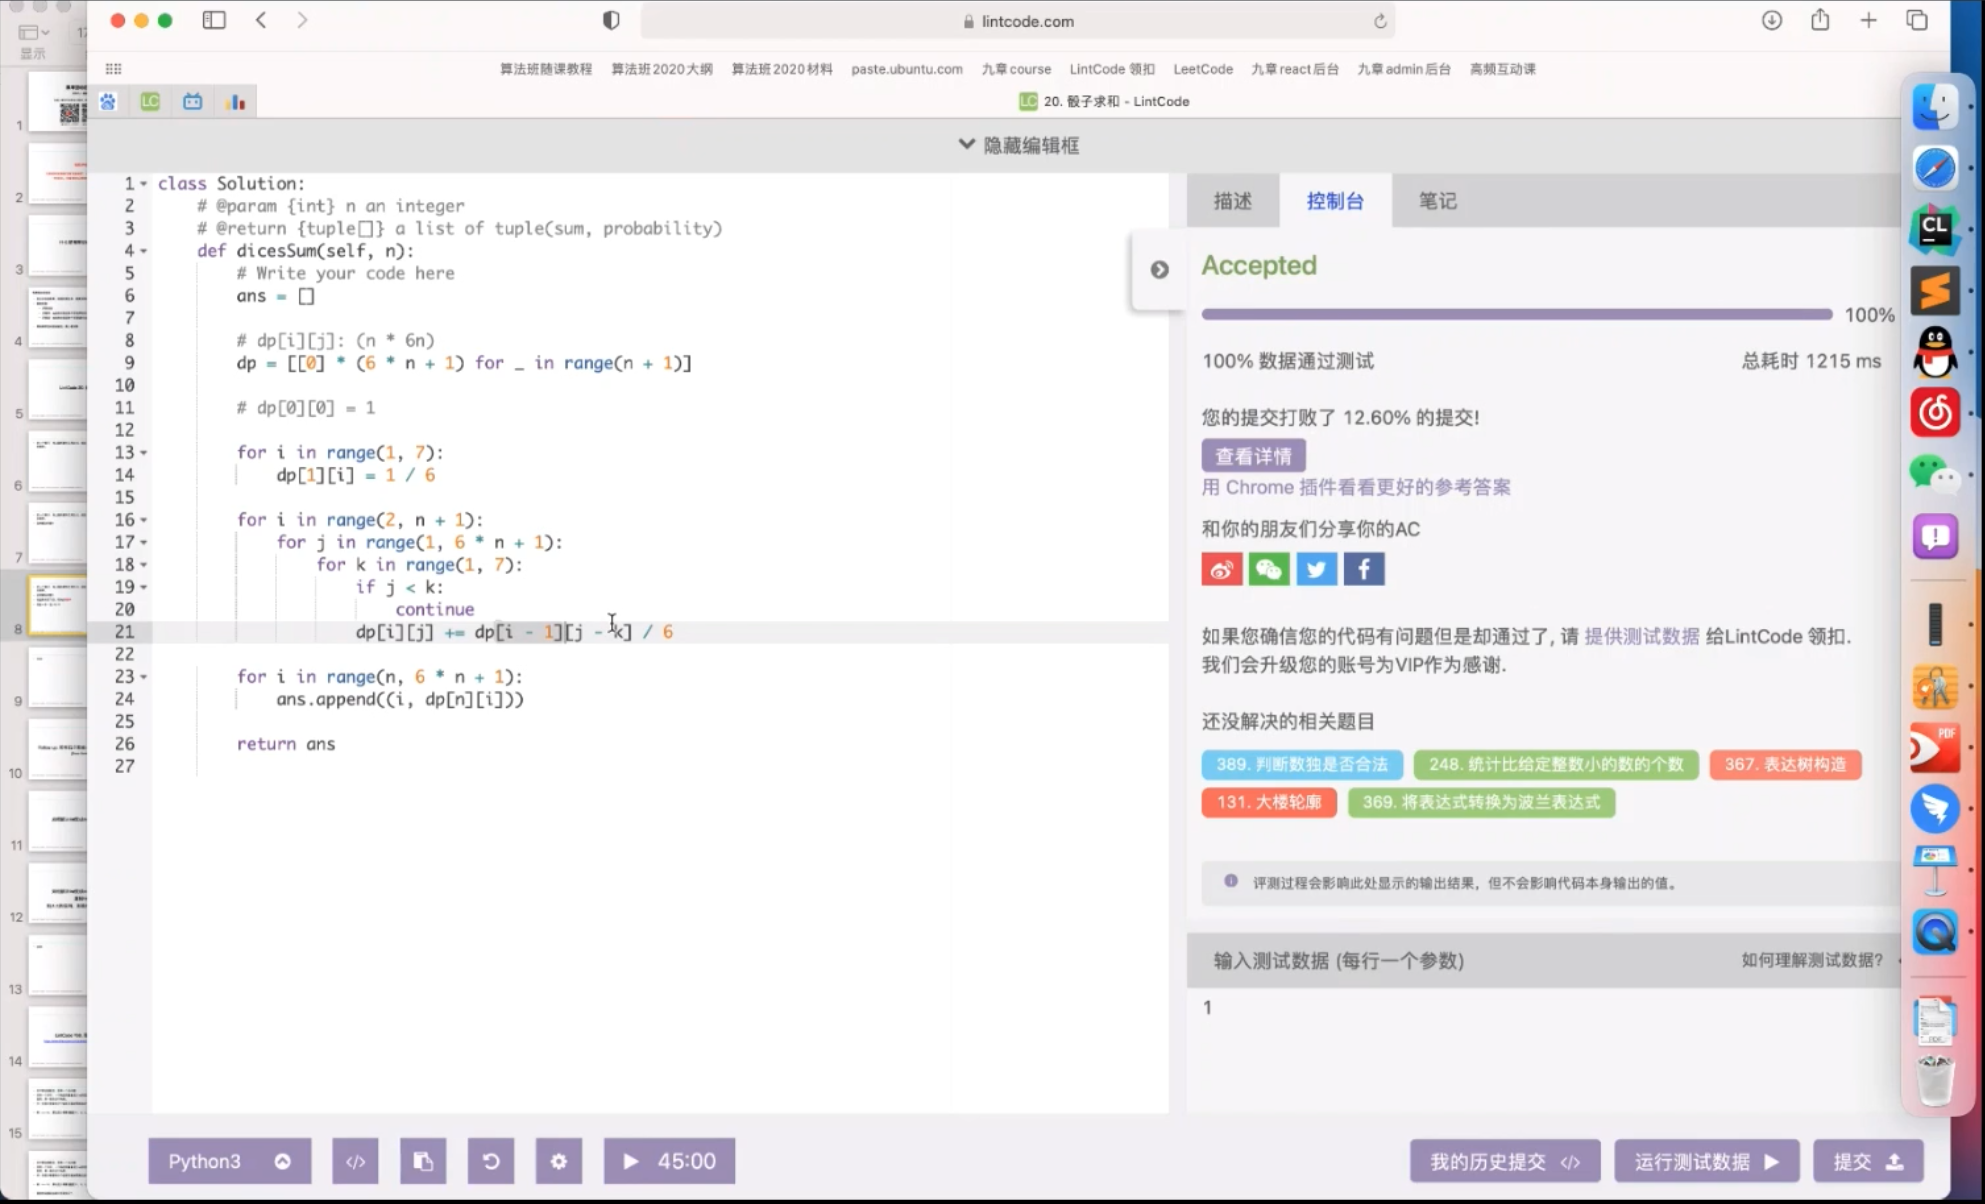 显示
lintcode.com
算法班随课教程 算法班2020大纲 算法班2020材料 paste.ubuntu.com 九章course LintCode 领扣 LeetCode 九章react后台 九章admin后台 高频互动课
LC
LC 20. 骰子求和 - LintCode
隐藏编辑框
1 class Solution:
2 # @param {int} n an integer
3 # @return {tuple[]} a list of tuple(sum, probability)
4 def dicesSum(self, n):
5 # Write your code here
6 ans = []
7
8 # dp[i][j]: (n * 6n)
9 dp = [[0] * (6 * n + 1) for _ in range(n + 1)]
10
11 # dp[0][0] = 1
12
13 for i in range(1, 7):
14 dp[1][i] = 1 / 6
15
16 for i in range(2, n + 1):
17 for j in range(1, 6 * n + 1):
18 for k in range(1, 7):
19 if j < k:
20 continue
21 dp[i][j] += dp[i - 1][j - k] / 6
22
23 for i in range(n, 6 * n + 1):
24 ans.append((i, dp[n][i]))
25
26 return ans
27
描述 控制台 笔记
Accepted
100%
100% 数据通过测试 总耗时 1215 ms
您的提交打败了 12.60% 的提交!
查看详情
用 Chrome 插件看看更好的参考答案
和你的朋友们分享你的AC
如果您确信您的代码有问题但是却通过了, 请 提供测试数据 给LintCode 领扣.
我们会升级您的账号为VIP作为感谢.
还没解决的相关题目
389. 判断数独是否合法 248. 统计比给定整数小的数的个数 367. 表达树构造
131. 大楼轮廓 369. 将表达式转换为波兰表达式
评测过程会影响此处显示的输出结果，但不会影响代码本身输出的值。
输入测试数据 (每行一个参数) 如何理解测试数据?
1
Python3 </> 45:00 我的历史提交 </> 运行测试数据 提交
1
2
3
4
5
6
7
8
9
10
11
12
13
14
15
CL
PDF